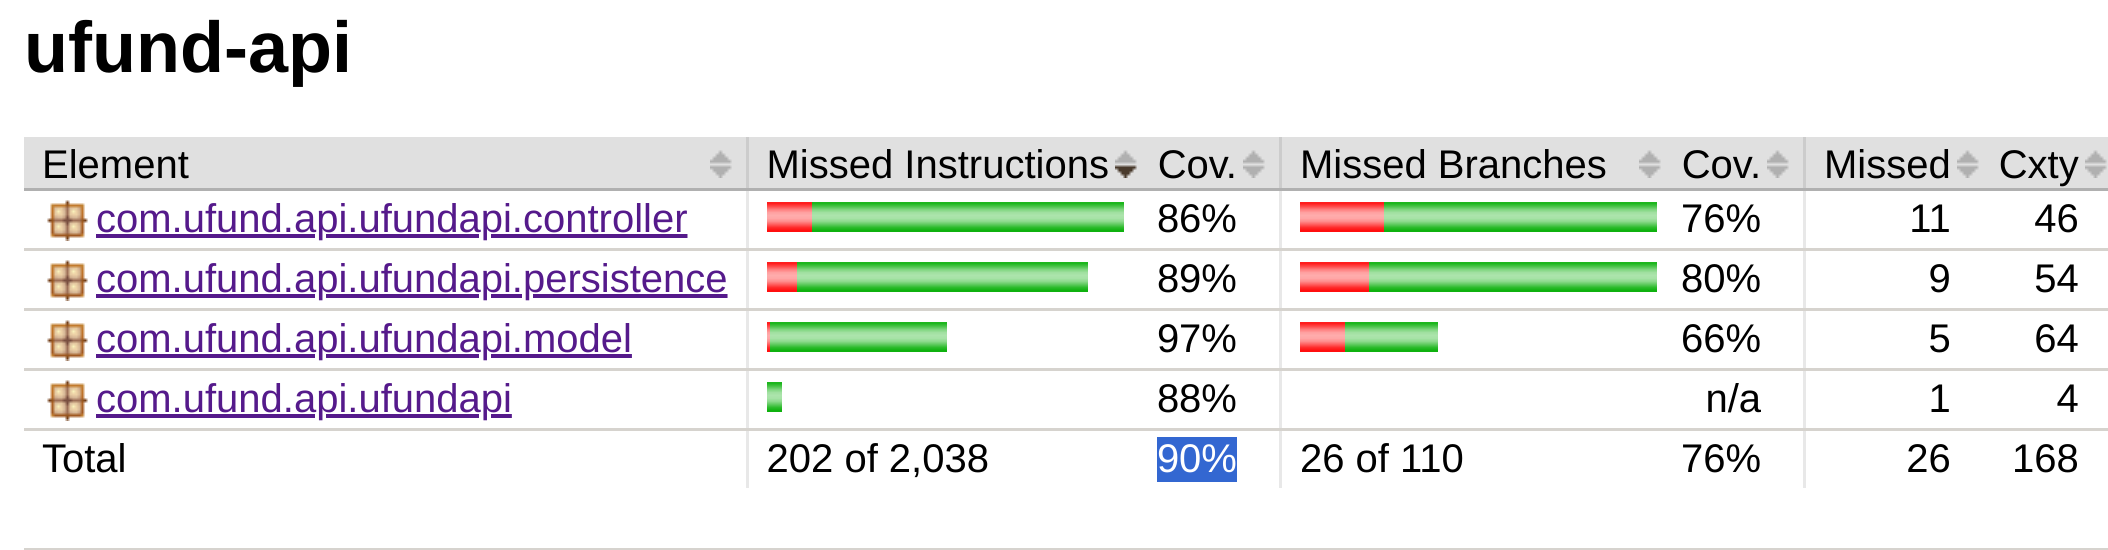 ufund-api
Element Missed Instructions Cov. Missed Branches Cov. Missed Cxty
com.ufund.api.ufundapi.controller 86% 76% 11 46
com.ufund.api.ufundapi.persistence 89% 80% 9 54
com.ufund.api.ufundapi.model 97% 66% 5 64
com.ufund.api.ufundapi 88% n/a 1 4
Total 202 of 2,038 90% 26 of 110 76% 26 168